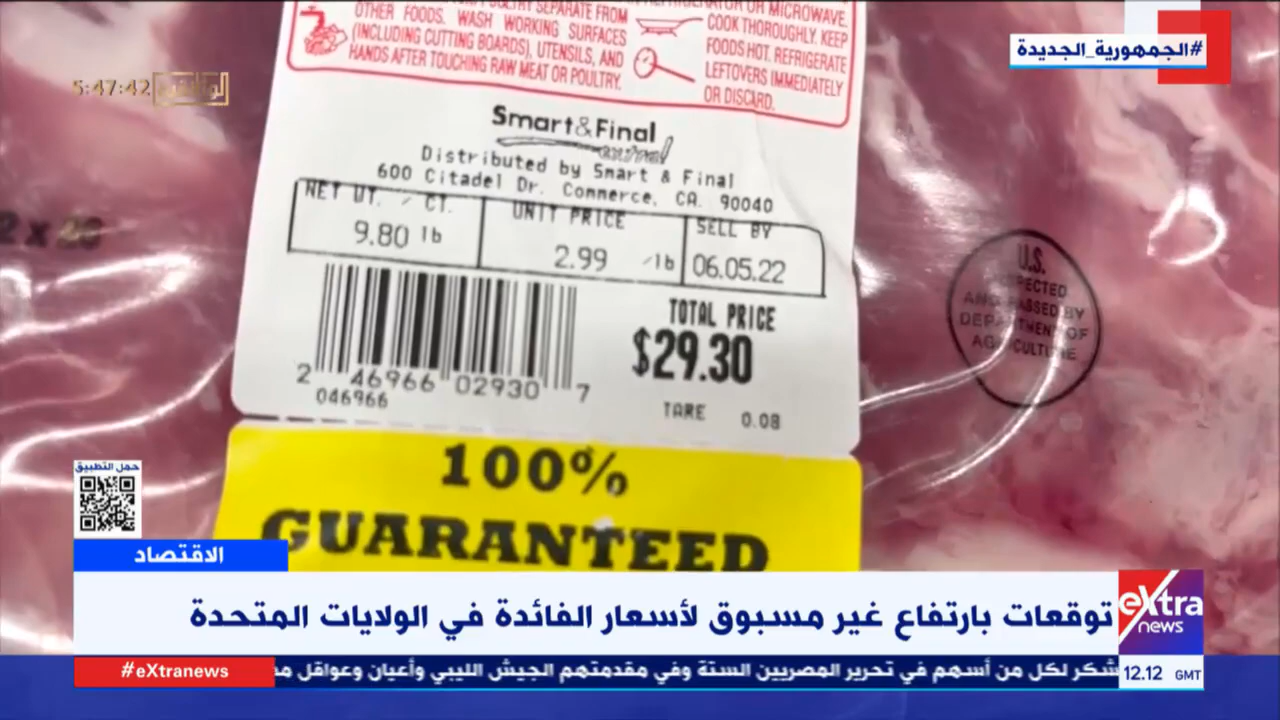 OTHER FOODS. WASH WORKING SURFACES
(INCLUDING CUTTING BOARDS), UTENSILS, AND
HANDS AFTER TOUCHING RAW MEAT OR POULTRY.
COOK THOROUGHLY. KEEP
FOODS HOT. REFRIGERATE
LEFTOVERS IMMEDIATELY
OR DISCARD.
#الجمهورية_الجديدة
5:47:42
Smart&Final
Distributed by Smart & Final
600 Citadel Dr. Commerce, CA. 90040
NET WT. / CT.
UNIT PRICE
SELL BY
9.80 lb
2.99 /lb
06.05.22
TOTAL PRICE
$29.30
2 46966 02930 7
046966
TARE 0.08
U.S.
AND PASSED BY
DEPARTMENT OF
AGRICULTURE
100%
GUARANTEED
حمل التطبيق
الاقتصاد
توقعات بارتفاع غير مسبوق لأسعار الفائدة في الولايات المتحدة
eXtra
news
#eXtranews
شكر لكل من أسهم في تحرير المصريين الستة وفي مقدمتهم الجيش الليبي وأعيان وعواقل
12.12 GMT